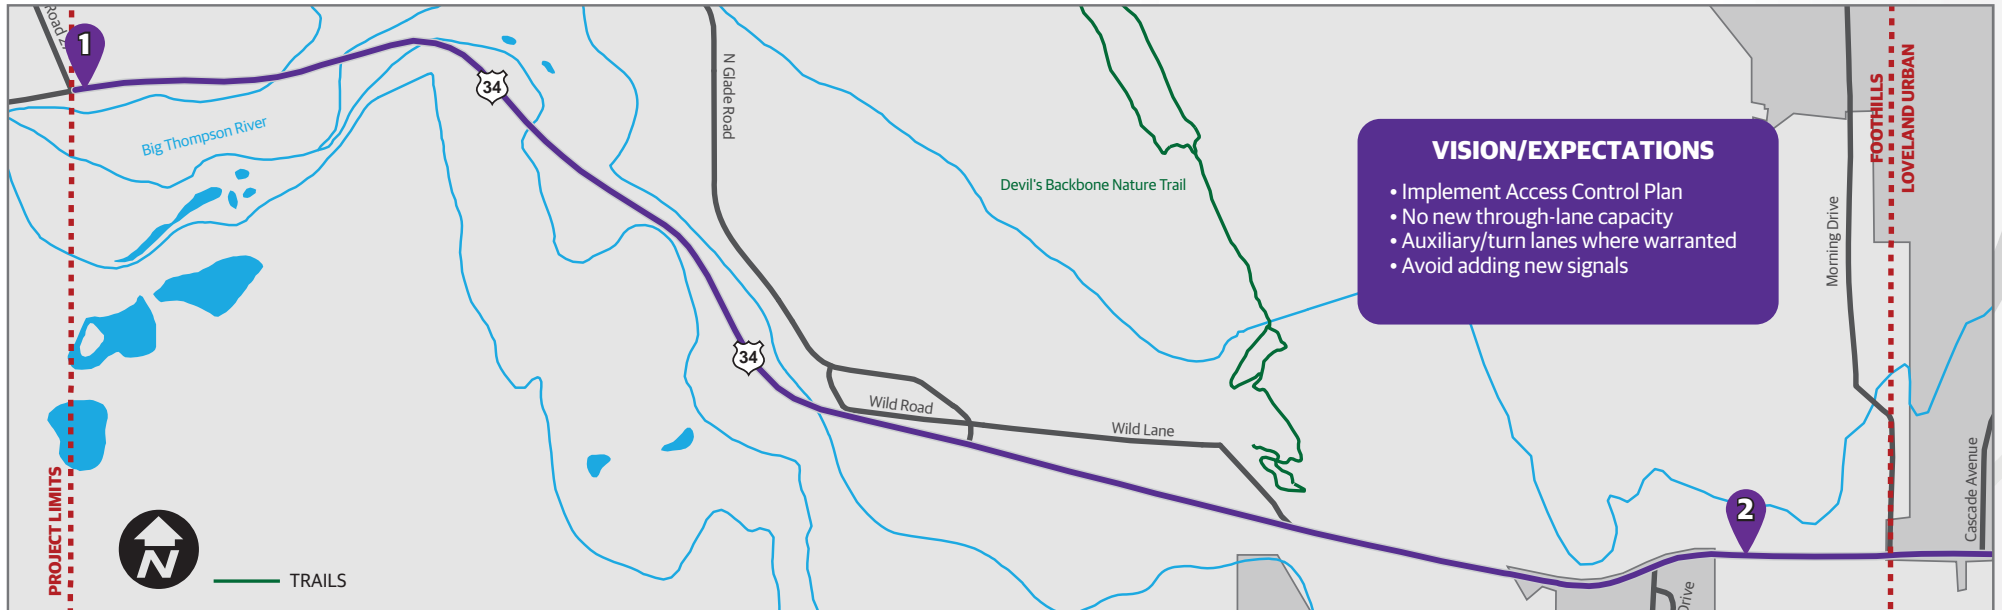 Road 2
1
34
N Glade Road
Big Thompson River
Devil's Backbone Nature Trail
VISION/EXPECTATIONS
• Implement Access Control Plan
• No new through-lane capacity
• Auxiliary/turn lanes where warranted
• Avoid adding new signals
FOOTHILLS
LOVELAND URBAN
Morning Drive
34
Wild Road
Wild Lane
Cascade Avenue
PROJECT LIMITS
2
N
TRAILS
Drive